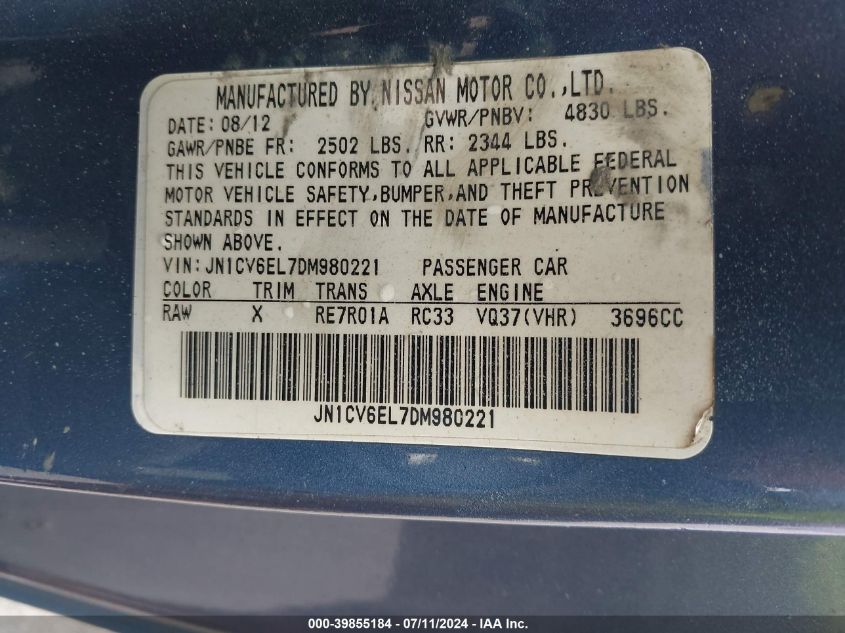 MANUFACTURED BY NISSAN MOTOR CO.,LTD.
DATE: 08/12 GVWR/PNBV: 4830 LBS.
GAWR/PNBE FR: 2502 LBS. RR: 2344 LBS.
THIS VEHICLE CONFORMS TO ALL APPLICABLE FEDERAL
MOTOR VEHICLE SAFETY,BUMPER,AND THEFT PREVENTION
STANDARDS IN EFFECT ON THE DATE OF MANUFACTURE
SHOWN ABOVE.
VIN:JN1CV6EL7DM980221 PASSENGER CAR
COLOR TRIM TRANS AXLE ENGINE
RAW X RE7R01A RC33 VQ37(VHR) 3696CC
JN1CV6EL7DM980221
000-39855184 - 07/11/2024 - IAA Inc.